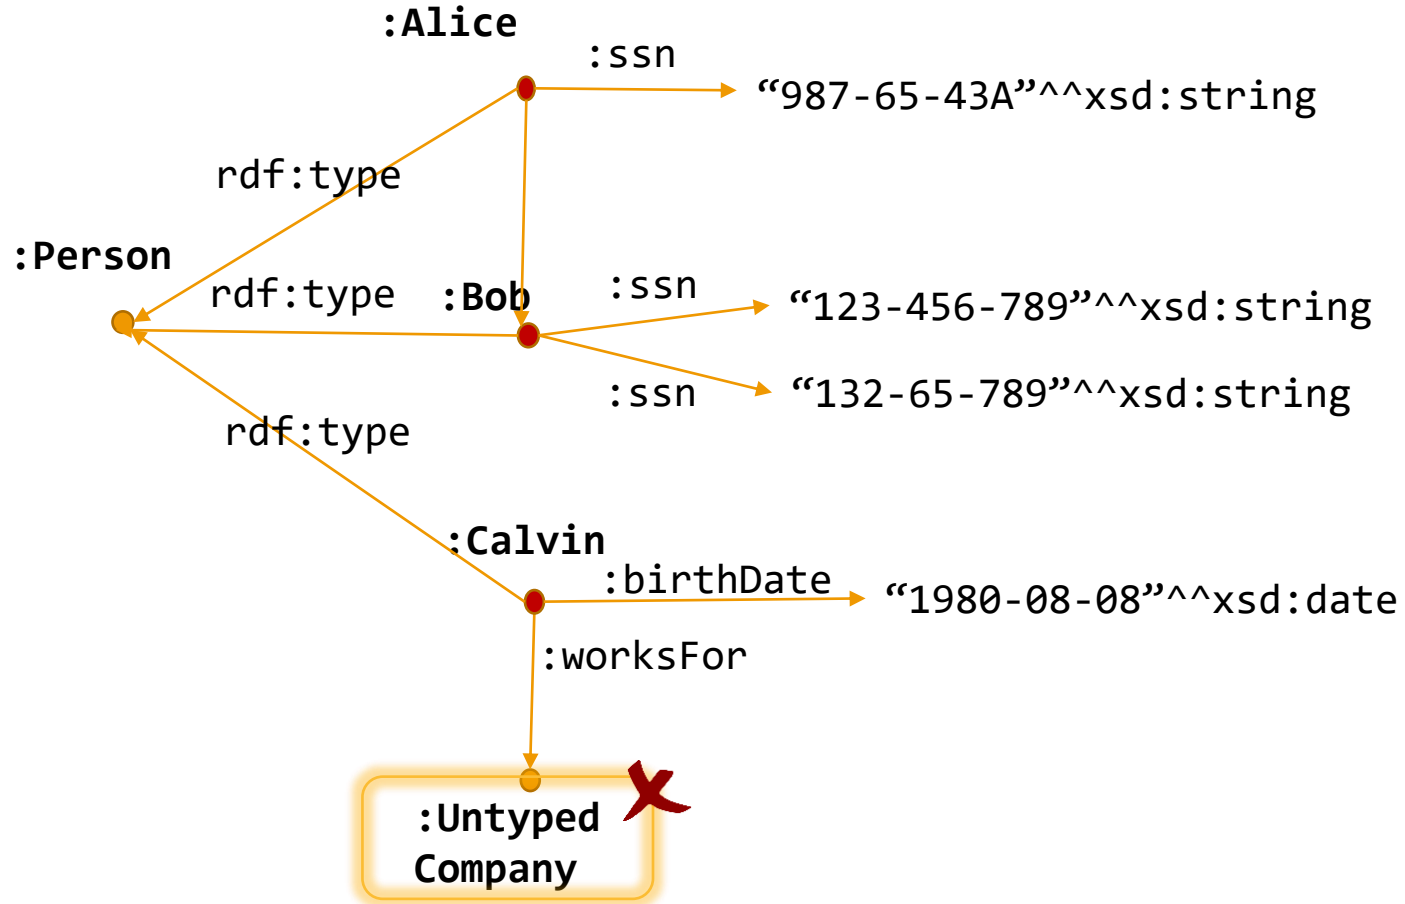 :Alice
:ssn
“987-65-43A”^^xsd:string
rdf:type
:Person
rdf:type
:Bob
:ssn
“123-456-789”^^xsd:string
:ssn
“132-65-789”^^xsd:string
rdf:type
:Calvin
:birthDate
“1980-08-08”^^xsd:date
:worksFor
:Untyped
Company